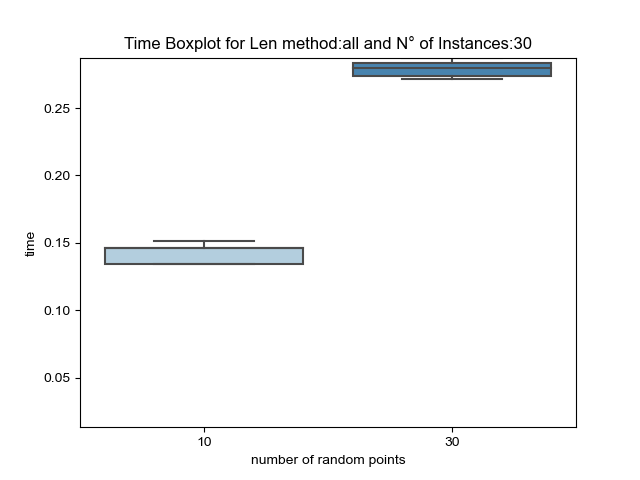 Time Boxplot for Len method:all and N° of Instances:30
0.25
0.20
0.15
0.10
0.05
time
10 30
number of random points